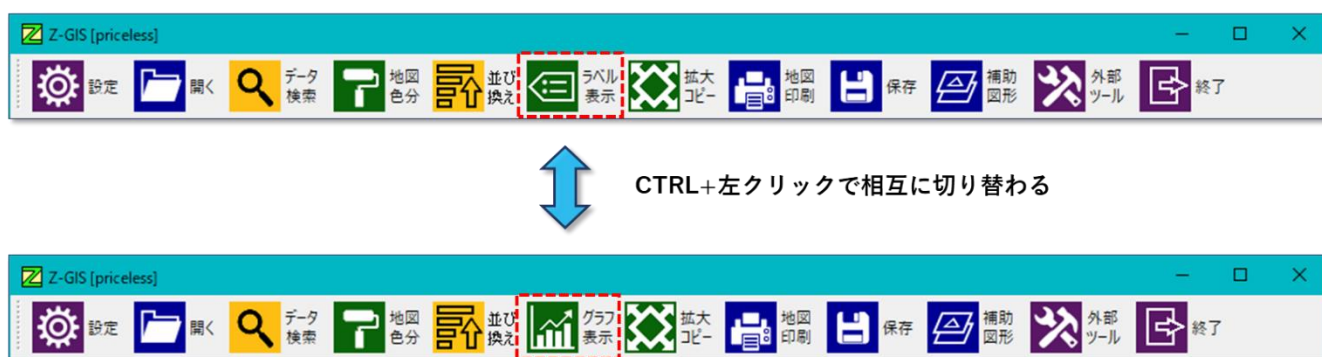 Z-GIS [priceless]
設定 開く データ検索 地図色分 並び換え ラベル表示 拡大コピー 地図印刷 保存 補助図形 外部ツール 終了
CTRL+左クリックで相互に切り替わる
Z-GIS [priceless]
設定 開く データ検索 地図色分 並び換え グラフ表示 拡大コピー 地図印刷 保存 補助図形 外部ツール 終了